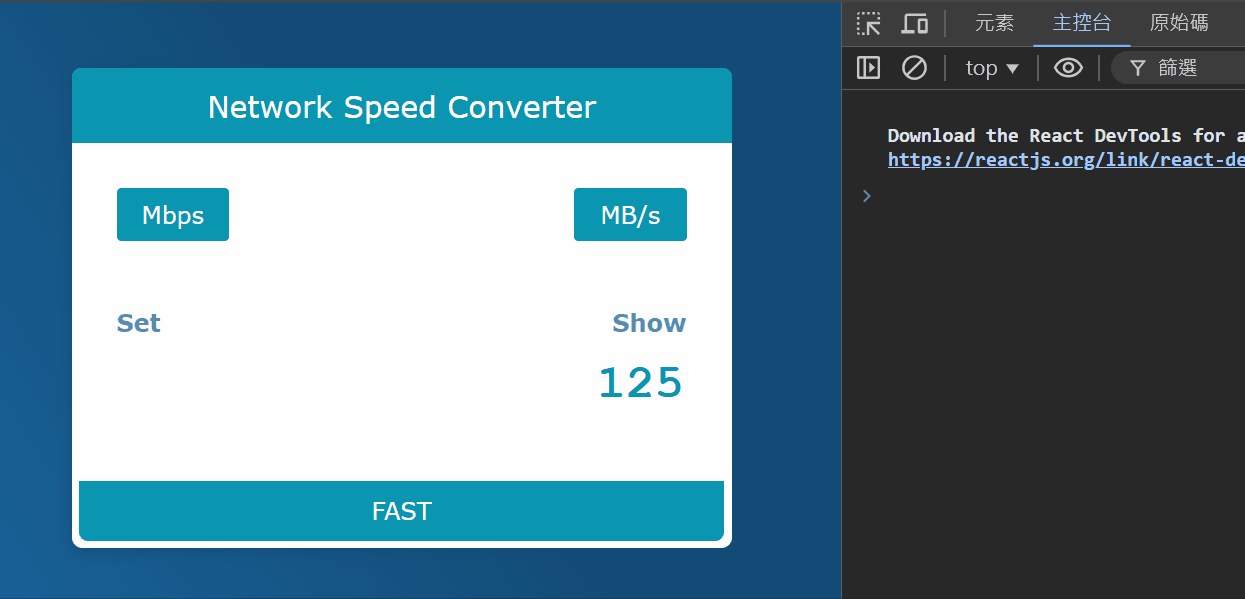 Network Speed Converter
Mbps
MB/s
Set
Show
125
FAST
元素
主控台
原始碼
top
篩選
Download the React DevTools for a
https://reactjs.org/link/react-de